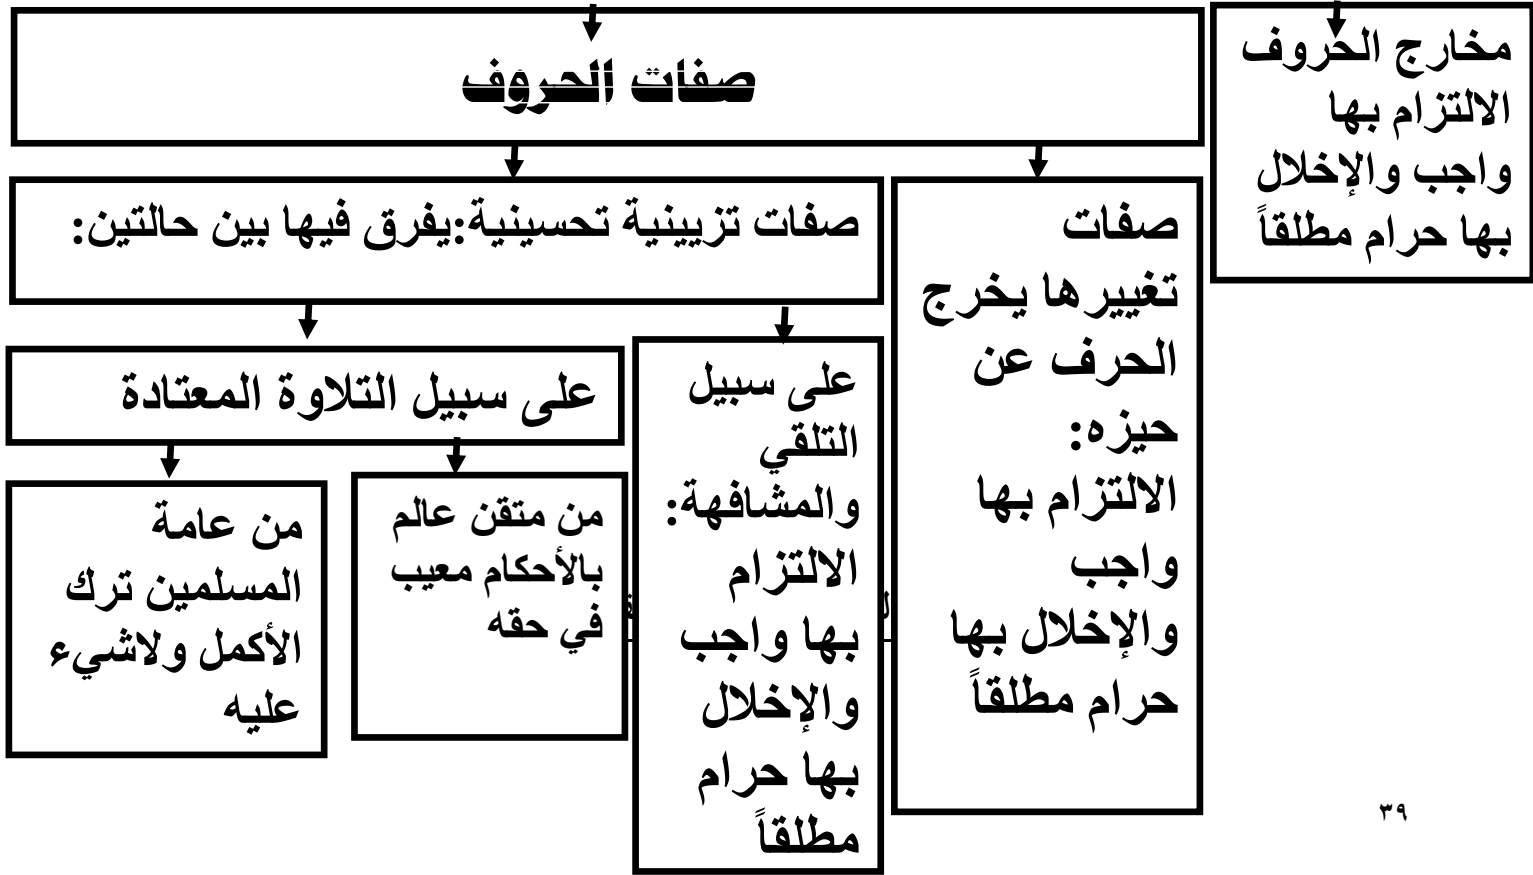 مخارج الحروف
الالتزام بها
واجب والإخلال
بها حرام مطلقاً
صفات الحروف
صفات
تغييرها يخرج
الحرف عن
حيزه:
الالتزام بها
واجب
والإخلال بها
حرام مطلقاً
صفات تزيينية تحسينية:يفرق فيها بين حالتين:
على سبيل
التلقي
والمشافهة:
الالتزام
بها واجب
والإخلال
بها حرام
مطلقاً
على سبيل التلاوة المعتادة
من متقن عالم
بالأحكام معيب
في حقه
من عامة
المسلمين ترك
الأكمل ولاشيء
عليه
٣٩